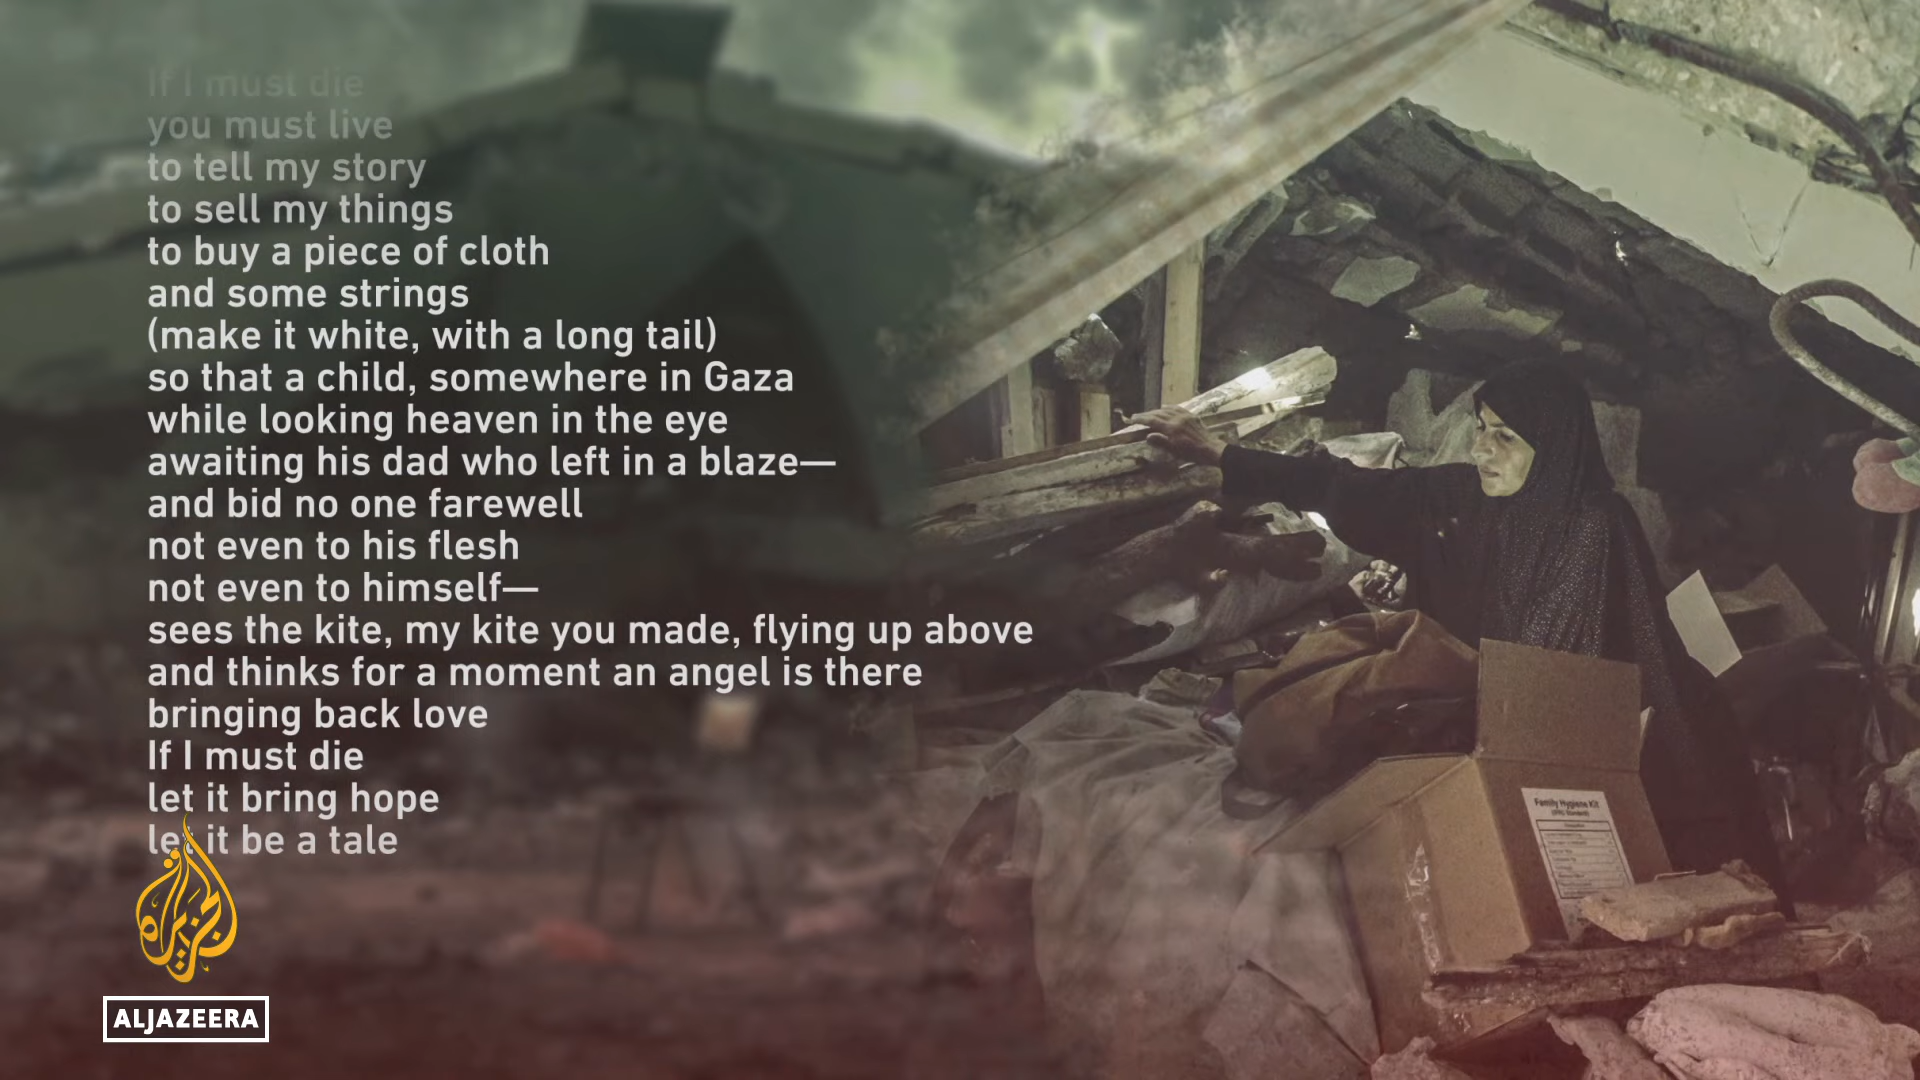 If I must die
you must live
to tell my story
to sell my things
to buy a piece of cloth
and some strings
(make it white, with a long tail)
so that a child, somewhere in Gaza
while looking heaven in the eye
awaiting his dad who left in a blaze—
and bid no one farewell
not even to his flesh
not even to himself—
sees the kite, my kite you made, flying up above
and thinks for a moment an angel is there
bringing back love
If I must die
let it bring hope
let it be a tale
الجزيرة
ALJAZEERA
Family Hygiene Kit